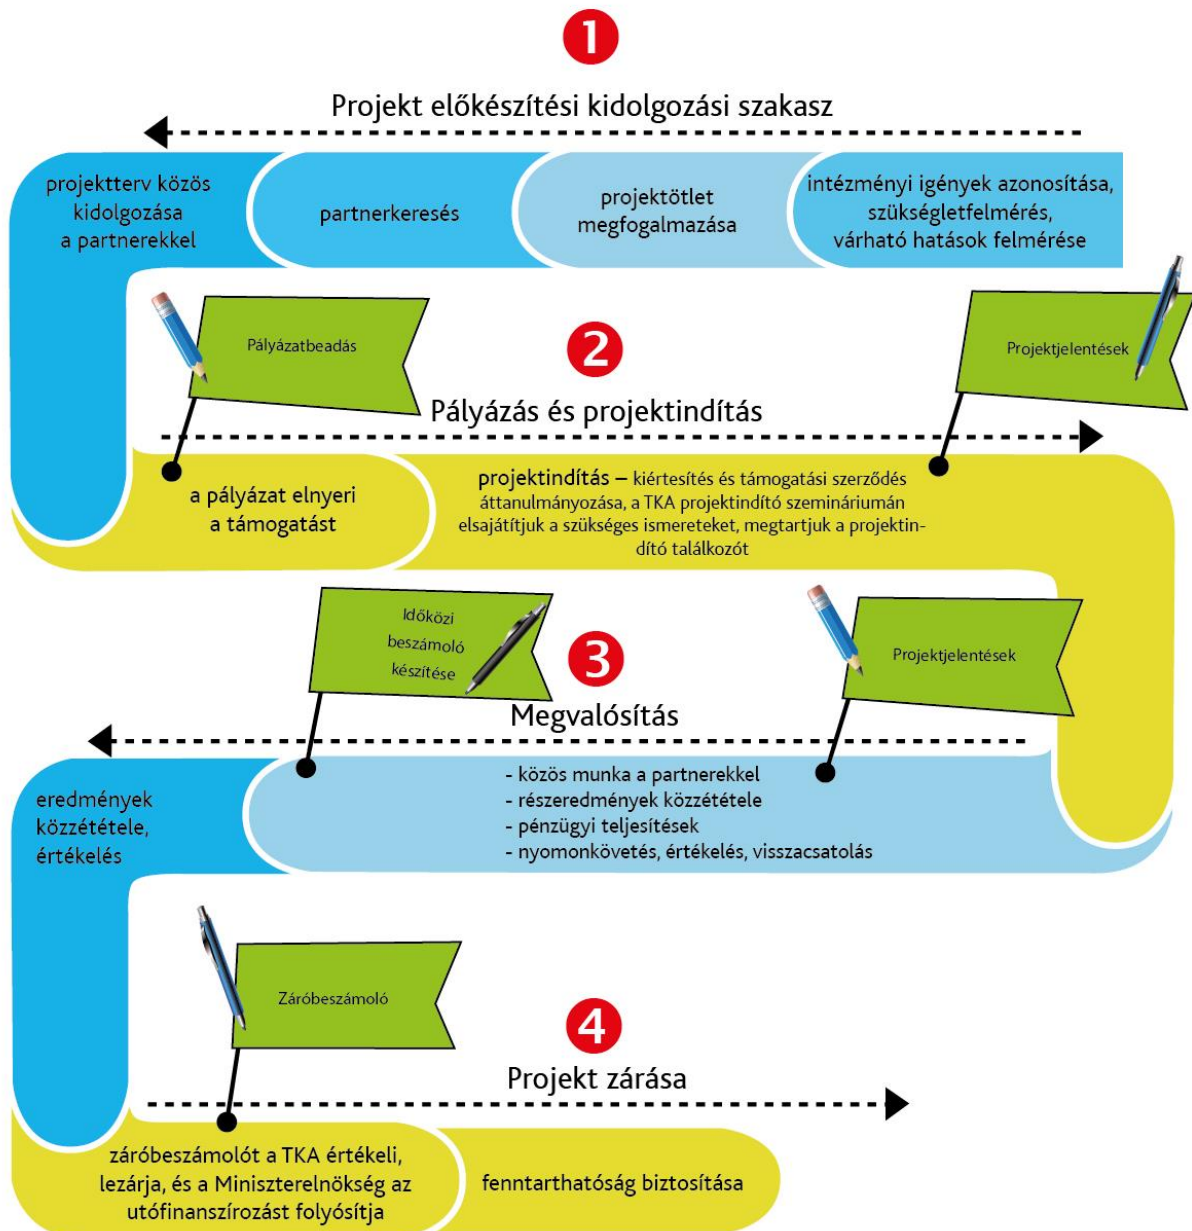 1
Projekt előkészítési kidolgozási szakasz
projektterv közös
kidolgozása
a partnerekkel
partnerkeresés
projektötlet
megfogalmazása
intézményi igények azonosítása,
szükségletfelmérés,
várható hatások felmérése
Pályázatbeadás
2
Projektjelentések
Pályázás és projektindítás
a pályázat elnyeri
a támogatást
projektindítás – kiértesítés és támogatási szerződés
áttanulmányozása, a TKA projektindító szemináriumán
elsajátítjuk a szükséges ismereteket, megtartjuk a projektin-
dító találkozót
Időközi
beszámoló
készítése
3
Projektjelentések
Megvalósítás
eredmények
közzététele,
értékelés
- közös munka a partnerekkel
- részeredmények közzététele
- pénzügyi teljesítések
- nyomonkövetés, értékelés, visszacsatolás
Záróbeszámoló
4
Projekt zárása
záróbeszámolót a TKA értékeli,
lezárja, és a Miniszterelnökség az
utófinanszírozást folyósítja
fenntarthatóság biztosítása